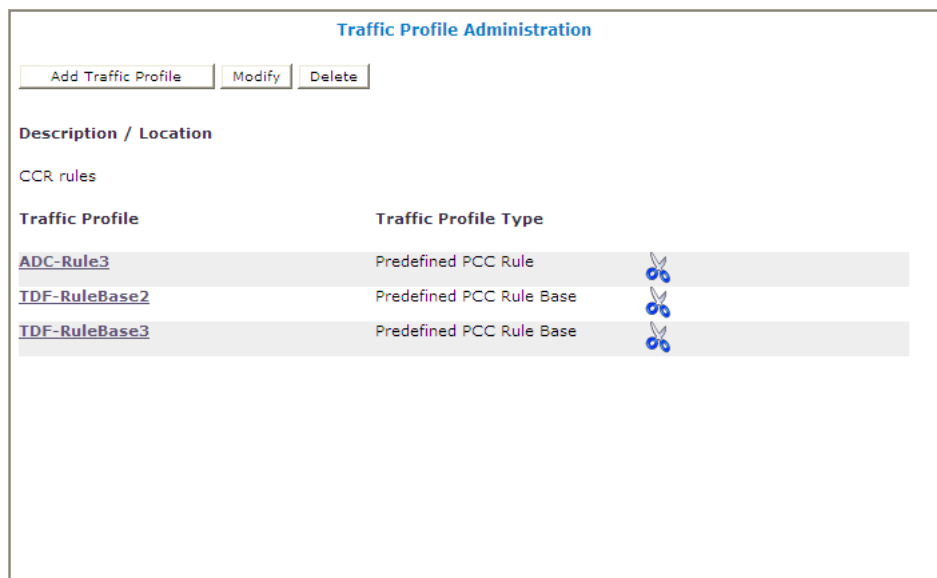 Traffic Profile Administration
Add Traffic Profile Modify Delete
Description / Location
CCR rules
Traffic Profile Traffic Profile Type
ADC-Rule3 Predefined PCC Rule
TDF-RuleBase2 Predefined PCC Rule Base
TDF-RuleBase3 Predefined PCC Rule Base